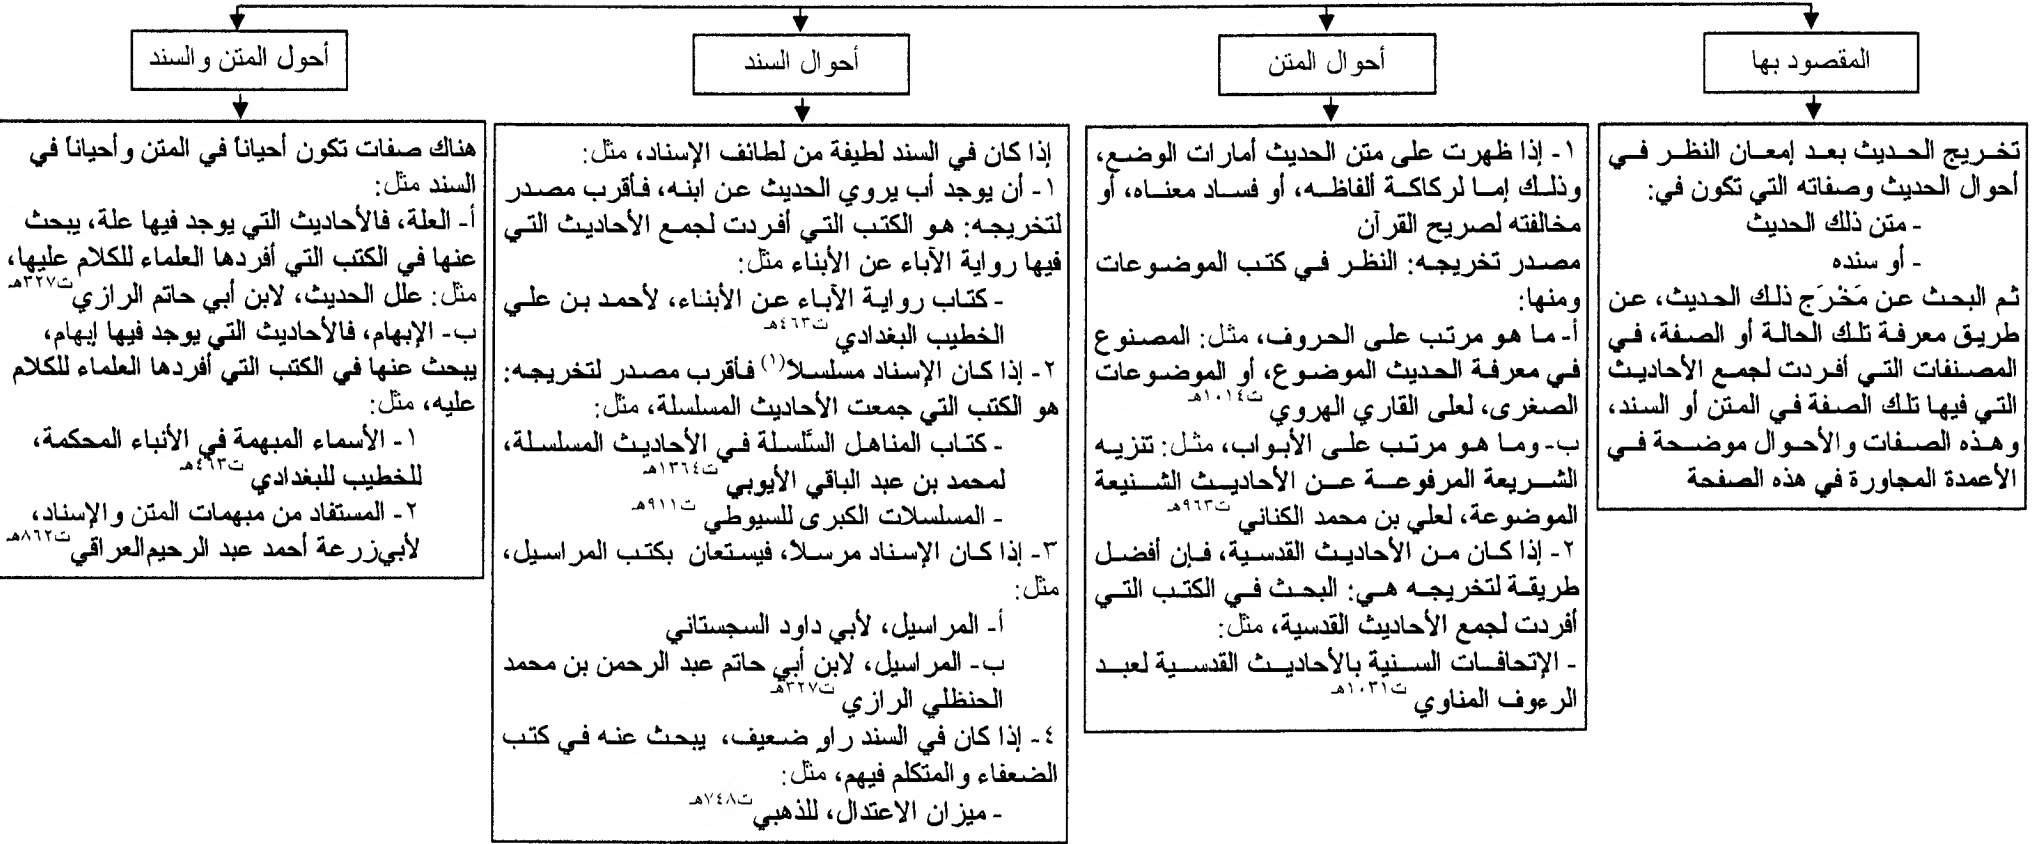 المقصود بها
تخريج الحديث بعد إمعان النظر في
أحوال الحديث وصفاته التي تكون في:
- متن ذلك الحديث
- أو سنده
ثم البحث عن مَخْرَج ذلك الحديث، عن
طريق معرفة تلك الحالة أو الصفة، في
المصنفات التي أفردت لجمع الأحاديث
التي فيها تلك الصفة في المتن أو السند،
وهذه الصفات والأحوال موضحة في
الأعمدة المجاورة في هذه الصفحة
أحوال المتن
١- إذا ظهرت على متن الحديث أمارات الوضع،
وذلك إما لركاكة ألفاظه، أو فساد معناه، أو
مخالفته لصريح القرآن
مصدر تخريجه: النظر في كتب الموضوعات
ومنها:
أ- ما هو مرتب على الحروف، مثل: المصنوع
في معرفة الحديث الموضوع، أو الموضوعات
الصغرى، لعلى القاري الهروي ت١٠١٤هـ
ب- وما هو مرتب على الأبواب، مثل: تنزيه
الشريعة المرفوعة عن الأحاديث الشنيعة
الموضوعة، لعلي بن محمد الكناني ت٩٦٣هـ
٢- إذا كان من الأحاديث القدسية، فإن أفضل
طريقة لتخريجه هي: البحث في الكتب التي
أفردت لجمع الأحاديث القدسية، مثل:
- الإتحافات السنية بالأحاديث القدسية لعبد
الرءوف المناوي ت١٠٣١هـ
أحوال السند
إذا كان في السند لطيفة من لطائف الإسناد، مثل:
١- أن يوجد أب يروي الحديث عن ابنه، فأقرب مصدر
لتخريجه: هو الكتب التي أفردت لجمع الأحاديث التي
فيها رواية الآباء عن الأبناء، مثل:
- كتاب رواية الآباء عن الأبناء، لأحمد بن علي
الخطيب البغدادي ت٤٦٣هـ
٢- إذا كان الإسناد مسلسلا(١) فأقرب مصدر لتخريجه:
هو الكتب التي جمعت الأحاديث المسلسلة، مثل:
- كتاب المناهل السَّلسلة في الأحاديث المسلسلة،
لمحمد بن عبد الباقي الأيوبي ت١٣٦٤هـ
- المسلسلات الكبرى للسيوطي ت٩١١هـ
٣- إذا كان الإسناد مرسلاً، فيستعان بكتب المراسيل،
مثل:
أ- المراسيل، لأبي داود السجستاني
ب- المراسيل، لابن أبي حاتم عبد الرحمن بن محمد
الحنظلي الرازي ت٣٢٧هـ
٤- إذا كان في السند راوٍ ضعيف، يبحث عنه في كتب
الضعفاء والمتكلم فيهم، مثل:
- ميزان الاعتدال، للذهبي ت٧٤٨هـ
أحول المتن والسند
هناك صفات تكون أحياناً في المتن وأحياناً في
السند مثل:
أ- العلة، فالأحاديث التي يوجد فيها علة، يبحث
عنها في الكتب التي أفردها العلماء للكلام عليها،
مثل: علل الحديث، لابن أبي حاتم الرازي ت٣٢٧هـ
ب- الإبهام، فالأحاديث التي يوجد فيها إبهام،
يبحث عنها في الكتب التي أفردها العلماء للكلام
عليه، مثل:
١- الأسماء المبهمة في الأنباء المحكمة،
للخطيب للبغدادي ت٤٦٣هـ
٢- المستفاد من مبهمات المتن والإسناد،
لأبي زرعة أحمد عبد الرحيم العراقي ت٨٦٢هـ